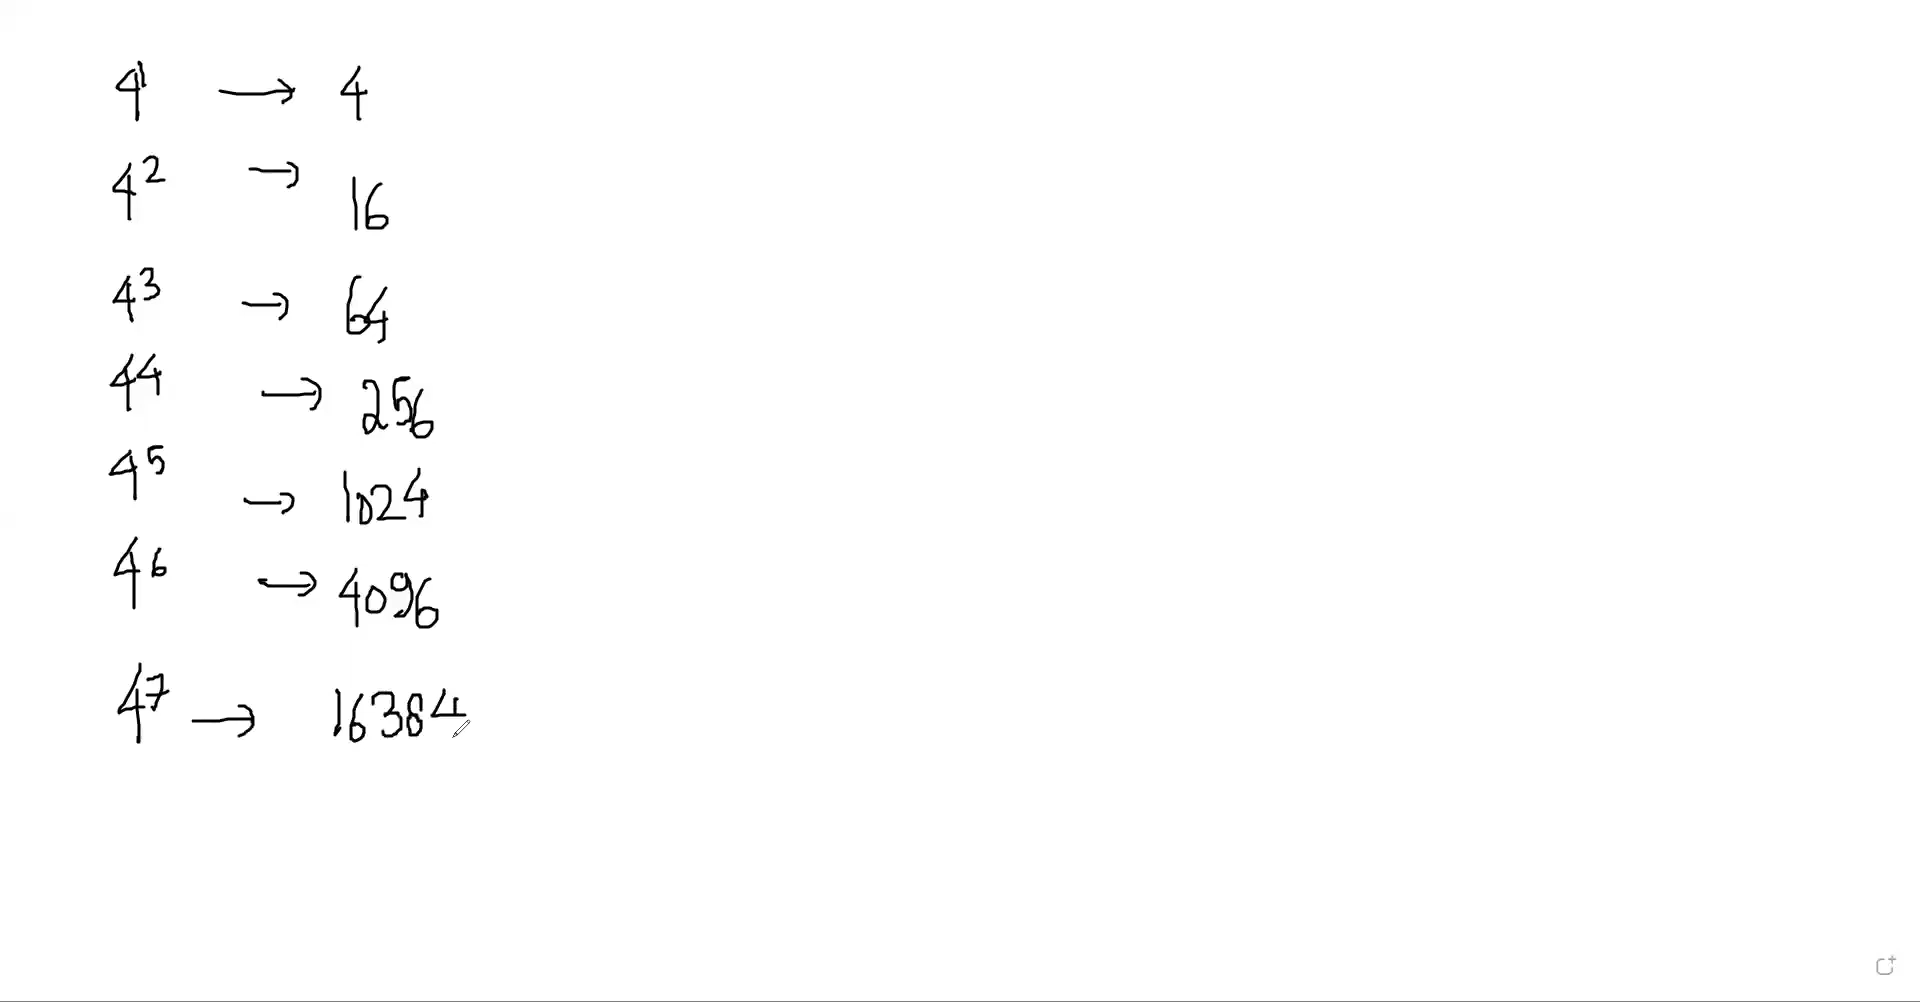 4¹ → 4
4² → 16
4³ → 64
4⁴ → 256
4⁵ → 1024
4⁶ → 4096
4⁷ → 16384